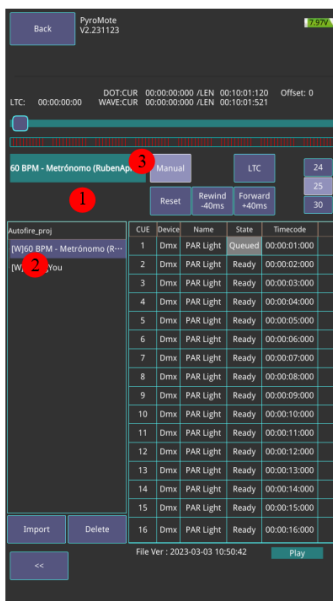 Back
PyroMote
V2.231123
7.97V
DOT:CUR 00:00:00:000 /LEN 00:10:01:120 Offset: 0
LTC: 00:00:00:00 WAVE:CUR 00:00:00:000 /LEN 00:10:01:521
60 BPM - Metrónomo (RubenAp
3
Manual
LTC
24
1
25
Reset
Rewind
-40ms
Forward
+40ms
30
Autofire_proj
CUE Device Name State Timecode
[W]60 BPM - Metrónomo (R···
1 Dmx PAR Light Queued 00:00:01:000
[W] 2 You
2 Dmx PAR Light Ready 00:00:02:000
3 Dmx PAR Light Ready 00:00:03:000
4 Dmx PAR Light Ready 00:00:04:000
5 Dmx PAR Light Ready 00:00:05:000
6 Dmx PAR Light Ready 00:00:06:000
7 Dmx PAR Light Ready 00:00:07:000
8 Dmx PAR Light Ready 00:00:08:000
9 Dmx PAR Light Ready 00:00:09:000
10 Dmx PAR Light Ready 00:00:10:000
11 Dmx PAR Light Ready 00:00:11:000
12 Dmx PAR Light Ready 00:00:12:000
13 Dmx PAR Light Ready 00:00:13:000
14 Dmx PAR Light Ready 00:00:14:000
15 Dmx PAR Light Ready 00:00:15:000
16 Dmx PAR Light Ready 00:00:16:000
Import
Delete
<<
File Ver : 2023-03-03 10:50:42
Play